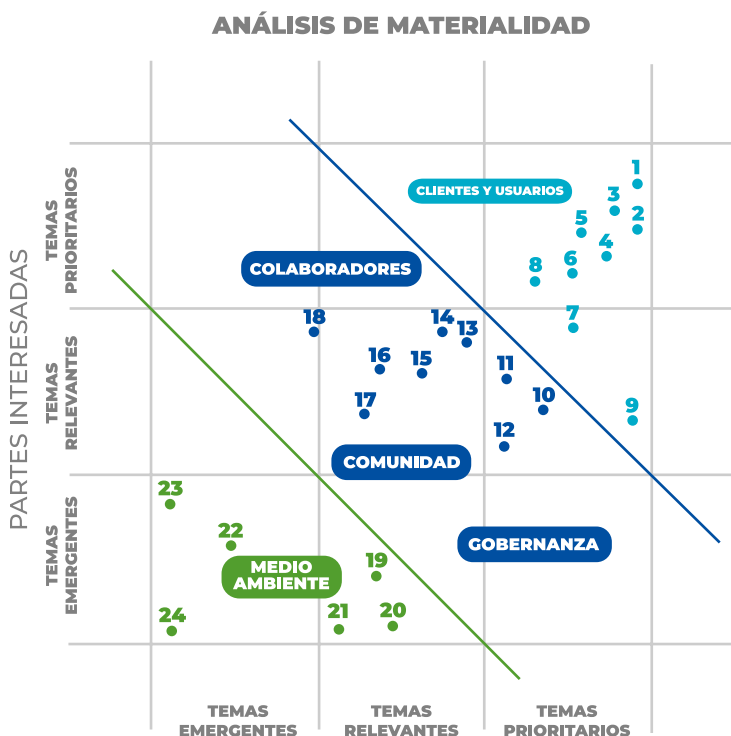 ANÁLISIS DE MATERIALIDAD
PARTES INTERESADAS
TEMAS
PRIORITARIOS
TEMAS
RELEVANTES
TEMAS
EMERGENTES
CLIENTES Y USUARIOS
1
3
2
5
4
6
8
7
COLABORADORES
18
14
13
16
15
11
17
10
9
12
COMUNIDAD
GOBERNANZA
23
22
MEDIO
AMBIENTE
19
24
21
20
TEMAS
EMERGENTES
TEMAS
RELEVANTES
TEMAS
PRIORITARIOS